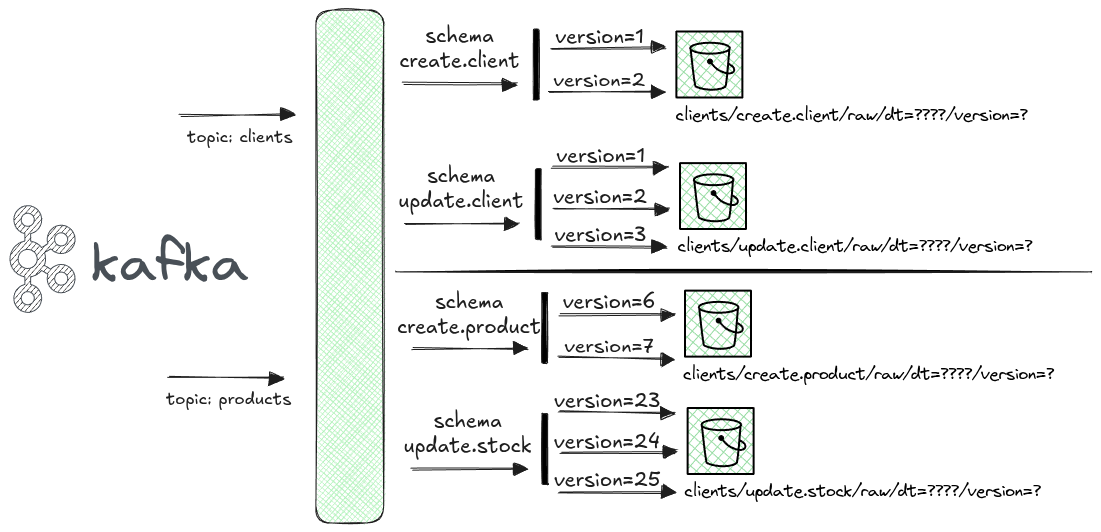 schema
create.client
version=1
version=2
clients/create.client/raw/dt=????/version=?
topic: clients
schema
update.client
version=1
version=2
version=3
clients/update.client/raw/dt=????/version=?
kafka
schema
create.product
version=6
version=7
clients/create.product/raw/dt=????/version=?
topic: products
schema
update.stock
version=23
version=24
version=25
clients/update.stock/raw/dt=????/version=?